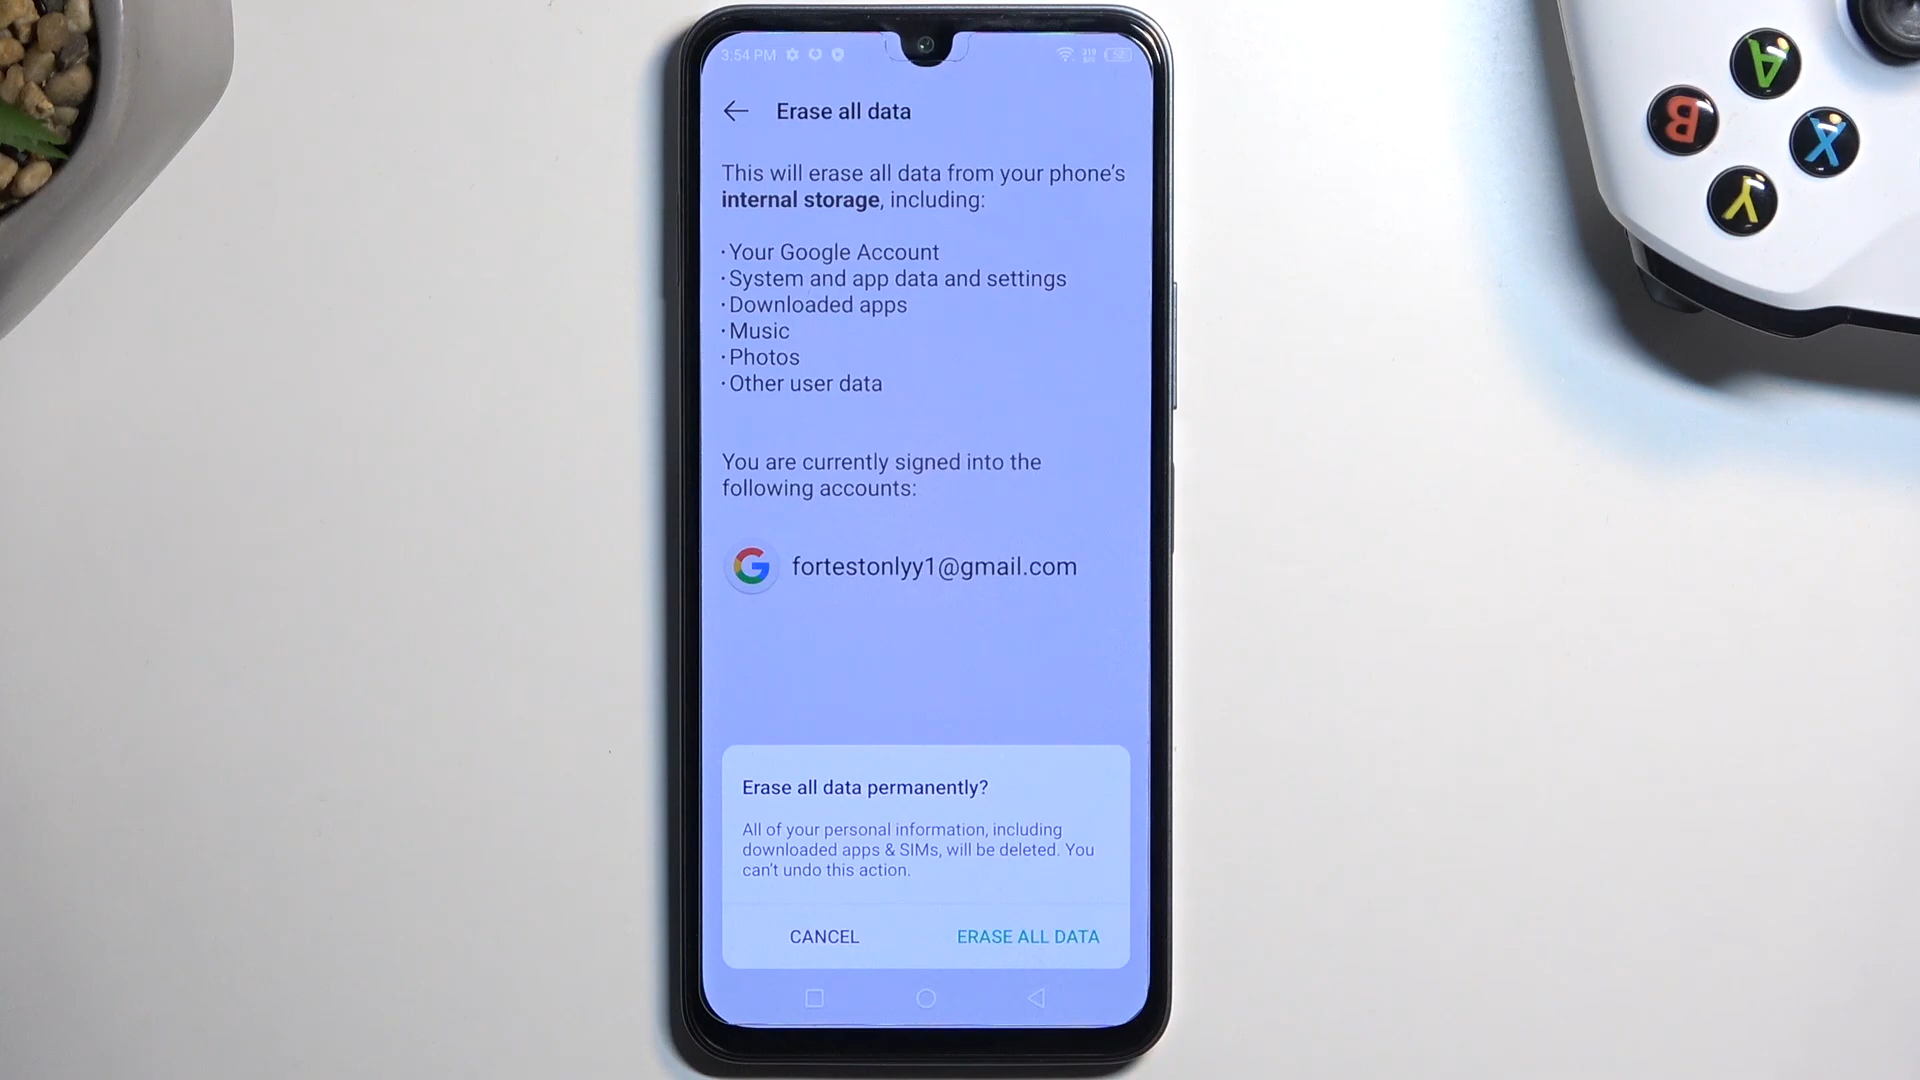 3:54 PM
Erase all data
This will erase all data from your phone's
internal storage, including:
· Your Google Account
· System and app data and settings
· Downloaded apps
· Music
· Photos
· Other user data
You are currently signed into the
following accounts:
G fortestonlyy1@gmail.com
Erase all data permanently?
All of your personal information, including
downloaded apps & SIMs, will be deleted. You
can't undo this action.
CANCEL ERASE ALL DATA
A
B
X
Y